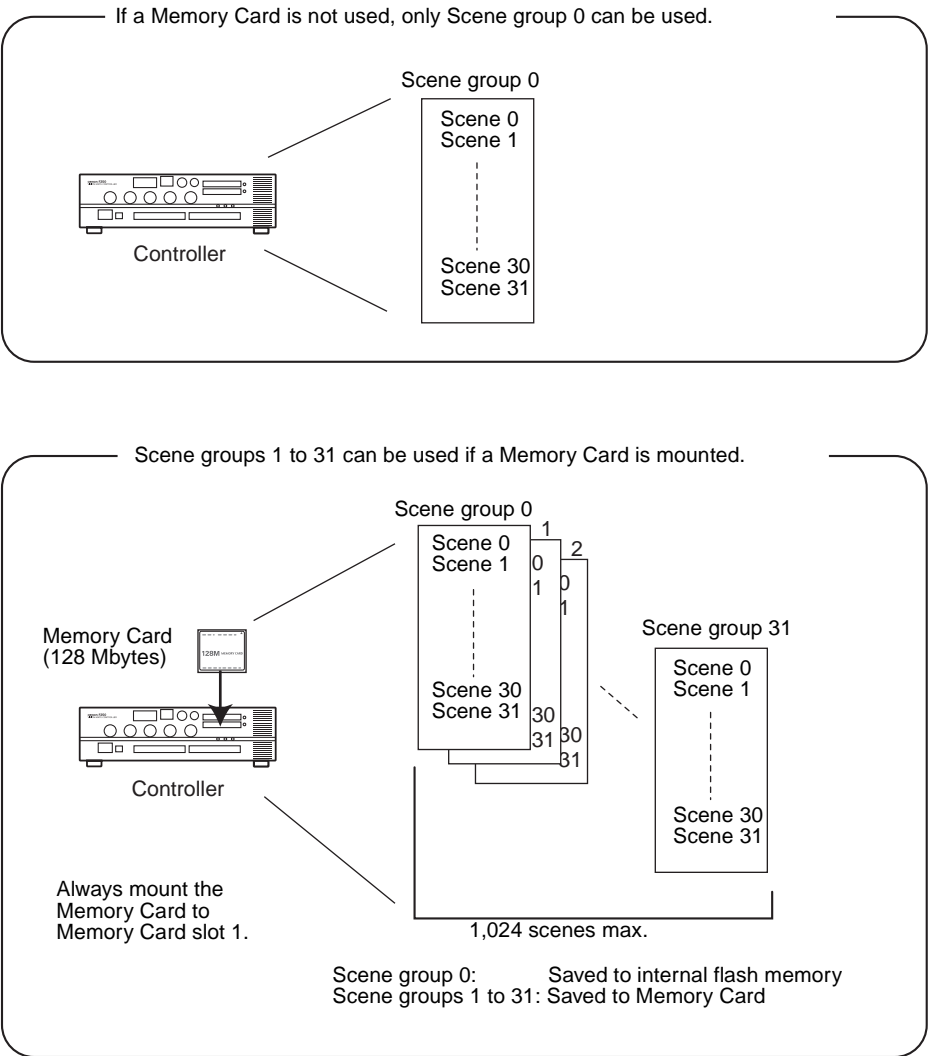 If a Memory Card is not used, only Scene group 0 can be used.
Scene group 0
Scene 0
Scene 1
Controller
Scene 30
Scene 31
Scene groups 1 to 31 can be used if a Memory Card is mounted.
Scene group 0
1
2
Scene 0
Scene 1
0
1
0
1
Memory Card
(128 Mbytes)
128M MEMORY CARD
Scene group 31
Scene 0
Scene 1
Scene 30
Scene 31
30
31
30
31
Controller
Scene 30
Scene 31
Always mount the
Memory Card to
Memory Card slot 1.
1,024 scenes max.
Scene group 0: Saved to internal flash memory
Scene groups 1 to 31: Saved to Memory Card